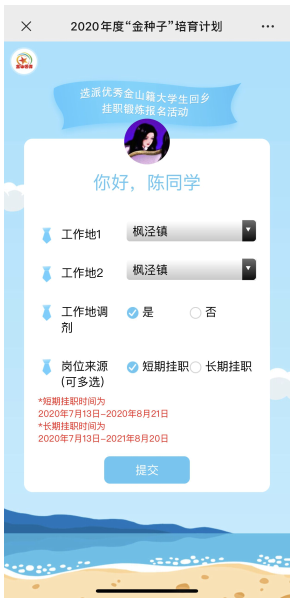 2020年度“金种子”培育计划
选派优秀金山籍大学生回乡
挂职锻炼报名活动
你好，陈同学
工作地1
枫泾镇
工作地2
枫泾镇
工作地调
剂
是
否
岗位来源
(可多选)
短期挂职
长期挂职
*短期挂职时间为
2020年7月13日-2020年8月21日
*长期挂职时间为
2020年7月13日-2021年8月20日
提交